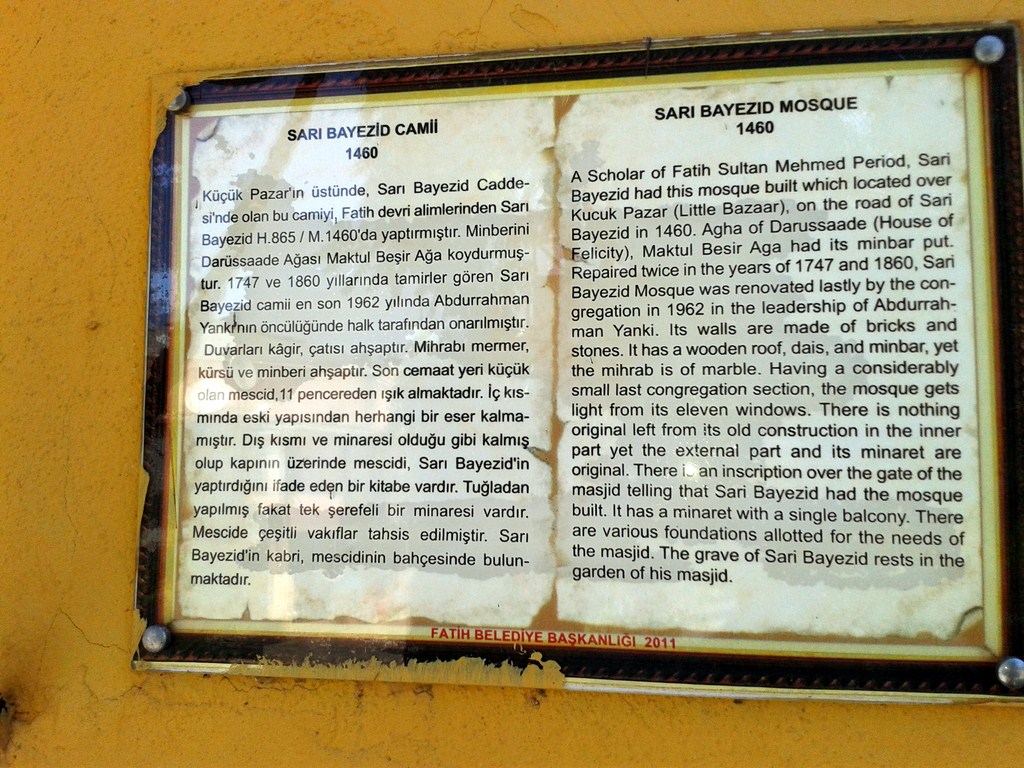 SARI BAYEZİD CAMİİ
1460
Küçük Pazar'ın üstünde, Sarı Bayezid Cadde-
si'nde olan bu camiyi, Fatih devri alimlerinden Sarı
Bayezid H.865 / M.1460'da yaptırmıştır. Minberini
Darüssaade Ağası Maktul Beşir Ağa koydurmuş-
tur. 1747 ve 1860 yıllarında tamirler gören Sarı
Bayezid camii en son 1962 yılında Abdurrahman
Yankı'nın öncülüğünde halk tarafından onarılmıştır.
Duvarları kâgir, çatısı ahşaptır. Mihrabı mermer,
kürsü ve minberi ahşaptır. Son cemaat yeri küçük
olan mescid,11 pencereden ışık almaktadır. İç kıs-
mında eski yapısından herhangi bir eser kalma-
mıştır. Dış kısmı ve minaresi olduğu gibi kalmış
olup kapının üzerinde mescidi, Sarı Bayezid'in
yaptırdığını ifade eden bir kitabe vardır. Tuğladan
yapılmış fakat tek şerefeli bir minaresi vardır.
Mescide çeşitli vakıflar tahsis edilmiştir. Sarı
Bayezid'in kabri, mescidinin bahçesinde bulun-
maktadır.
SARI BAYEZID MOSQUE
1460
A Scholar of Fatih Sultan Mehmed Period, Sari
Bayezid had this mosque built which located over
Kucuk Pazar (Little Bazaar), on the road of Sari
Bayezid in 1460. Agha of Darussaade (House of
Felicity), Maktul Besir Aga had its minbar put.
Repaired twice in the years of 1747 and 1860, Sari
Bayezid Mosque was renovated lastly by the con-
gregation in 1962 in the leadership of Abdurrah-
man Yanki. Its walls are made of bricks and
stones. It has a wooden roof, dais, and minbar, yet
the mihrab is of marble. Having a considerably
small last congregation section, the mosque gets
light from its eleven windows. There is nothing
original left from its old construction in the inner
part yet the external part and its minaret are
original. There is an inscription over the gate of the
masjid telling that Sari Bayezid had the mosque
built. It has a minaret with a single balcony. There
are various foundations allotted for the needs of
the masjid. The grave of Sari Bayezid rests in the
garden of his masjid.
FATİH BELEDİYE BAŞKANLIĞI 2011